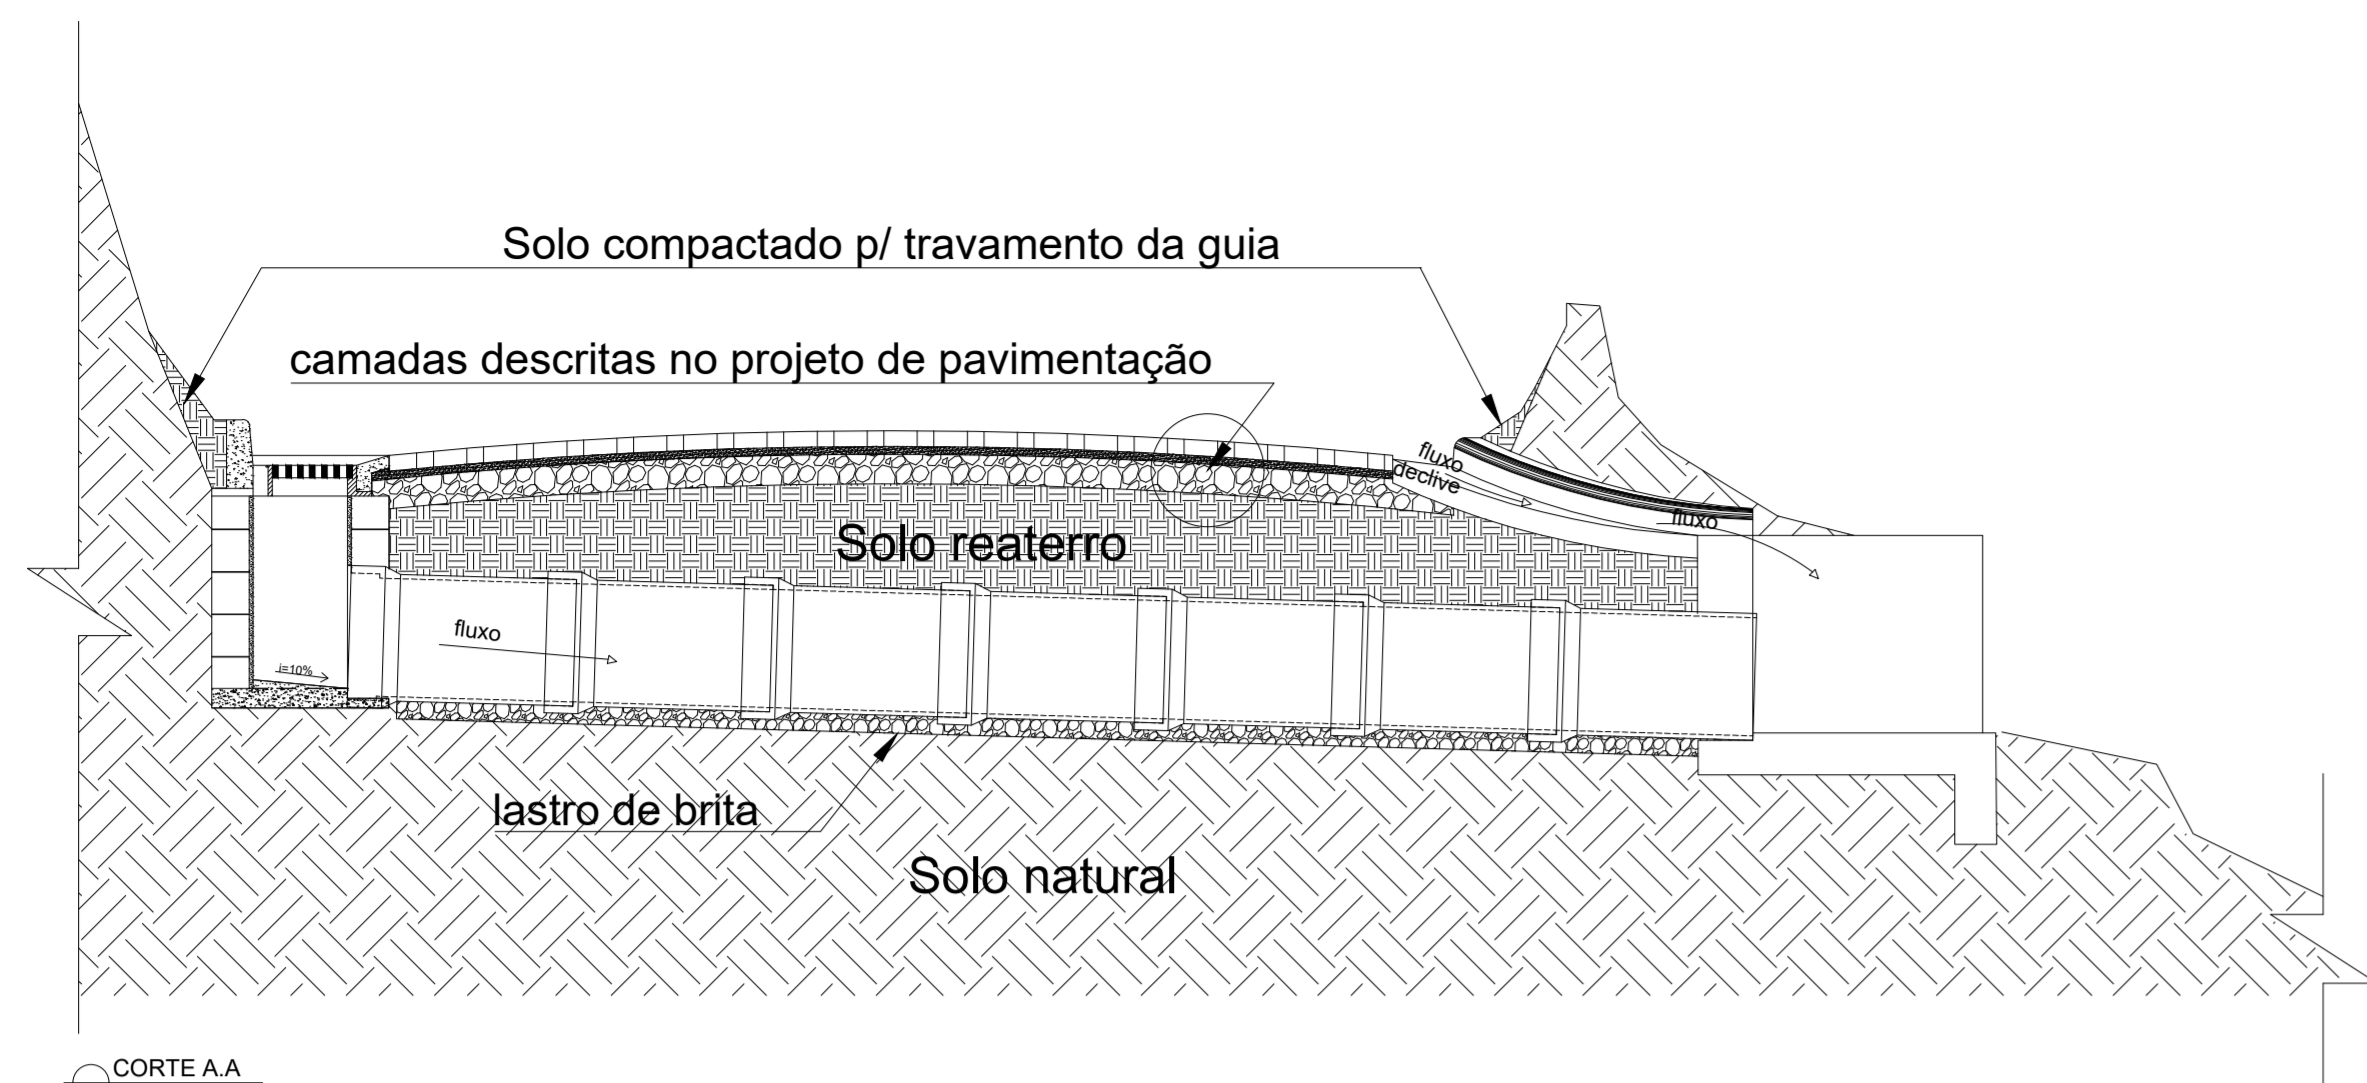 Solo compactado p/ travamento da guia
camadas descritas no projeto de pavimentação
fluxo
declive
fluxo
Solo reaterro
fluxo
i=10%
lastro de brita
Solo natural
CORTE A.A